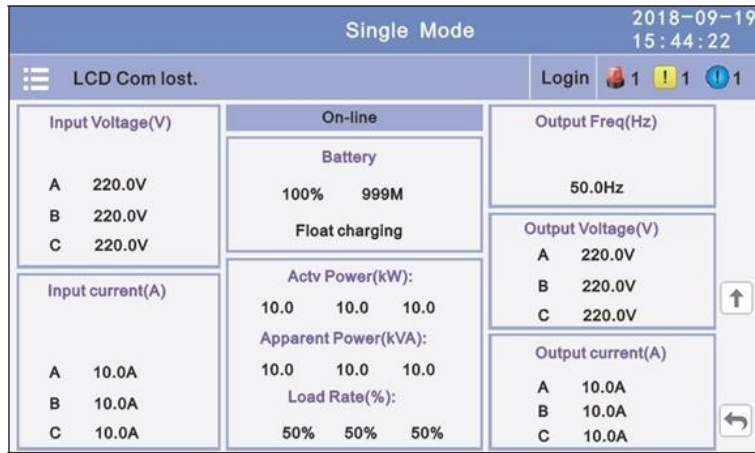 Single Mode
2018-09-19
15:44:22
LCD Com lost.
Login 1 ! 1 ! 1
Input Voltage(V)
A 220.0V
B 220.0V
C 220.0V
Input current(A)
A 10.0A
B 10.0A
C 10.0A
On-line
Battery
100% 999M
Float charging
Actv Power(kW):
10.0 10.0 10.0
Apparent Power(kVA):
10.0 10.0 10.0
Load Rate(%):
50% 50% 50%
Output Freq(Hz)
50.0Hz
Output Voltage(V)
A 220.0V
B 220.0V
C 220.0V
Output current(A)
A 10.0A
B 10.0A
C 10.0A